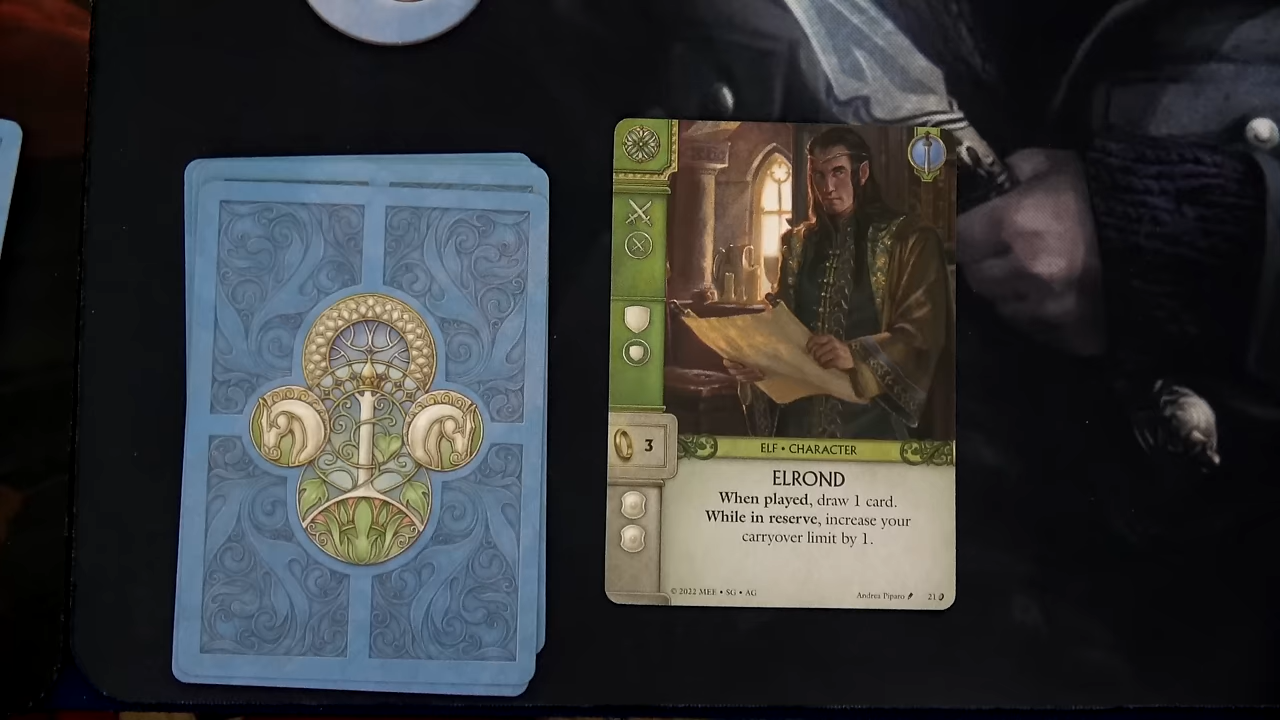 3
ELF • CHARACTER
ELROND
When played, draw 1 card.
While in reserve, increase your
carryover limit by 1.
© 2022 MEE • SG • AG
Andrea Piparo
21